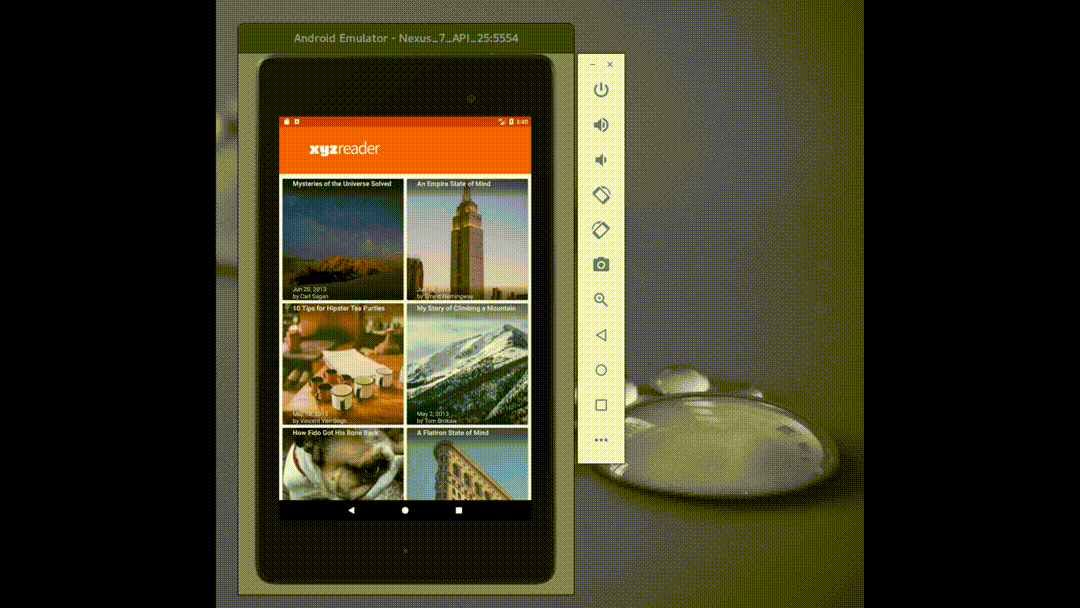 Android Emulator - Nexus_7_API_25:5554
3:40
xyzreader
Mysteries of the Universe Solved
An Empire State of Mind
Jun 20, 2013
by Carl Sagan
by Ernest Hemingway
10 Tips for Hipster Tea Parties
My Story of Climbing a Mountain
by Vincent Van Gogh
May 2, 2013
by Tom Brokaw
How Fido Got His Bone Back
A Flatiron State of Mind